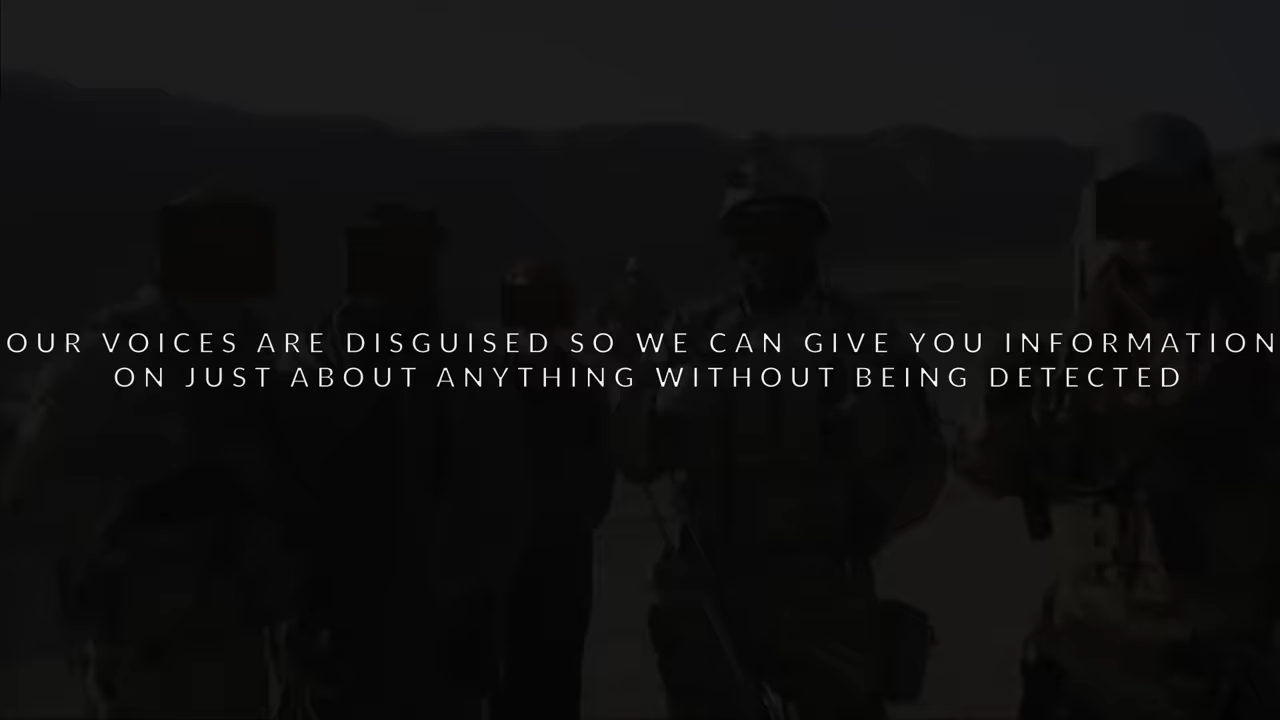 OUR VOICES ARE DISGUISED SO WE CAN GIVE YOU INFORMATION
ON JUST ABOUT ANYTHING WITHOUT BEING DETECTED